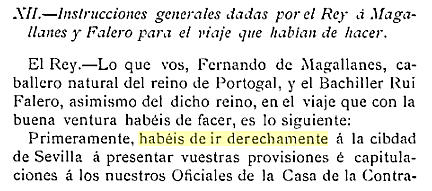 XII.—Instrucciones generales dadas por el Rey á Maga-
llanes y Falero para el viaje que habian de hacer.
El Rey.—Lo que vos, Fernando de Magallanes, ca-
ballero natural del reino de Portogal, y el Bachiller Rui
Falero, asimismo del dicho reino, en el viaje que con la
buena ventura habéis de facer, es lo siguiente:
Primeramente, habéis de ir derechamente á la cibdad
de Sevilla á presentar vuestras provisiones é capitula-
ciones á los nuestros Oficiales de la Casa de la Contra-